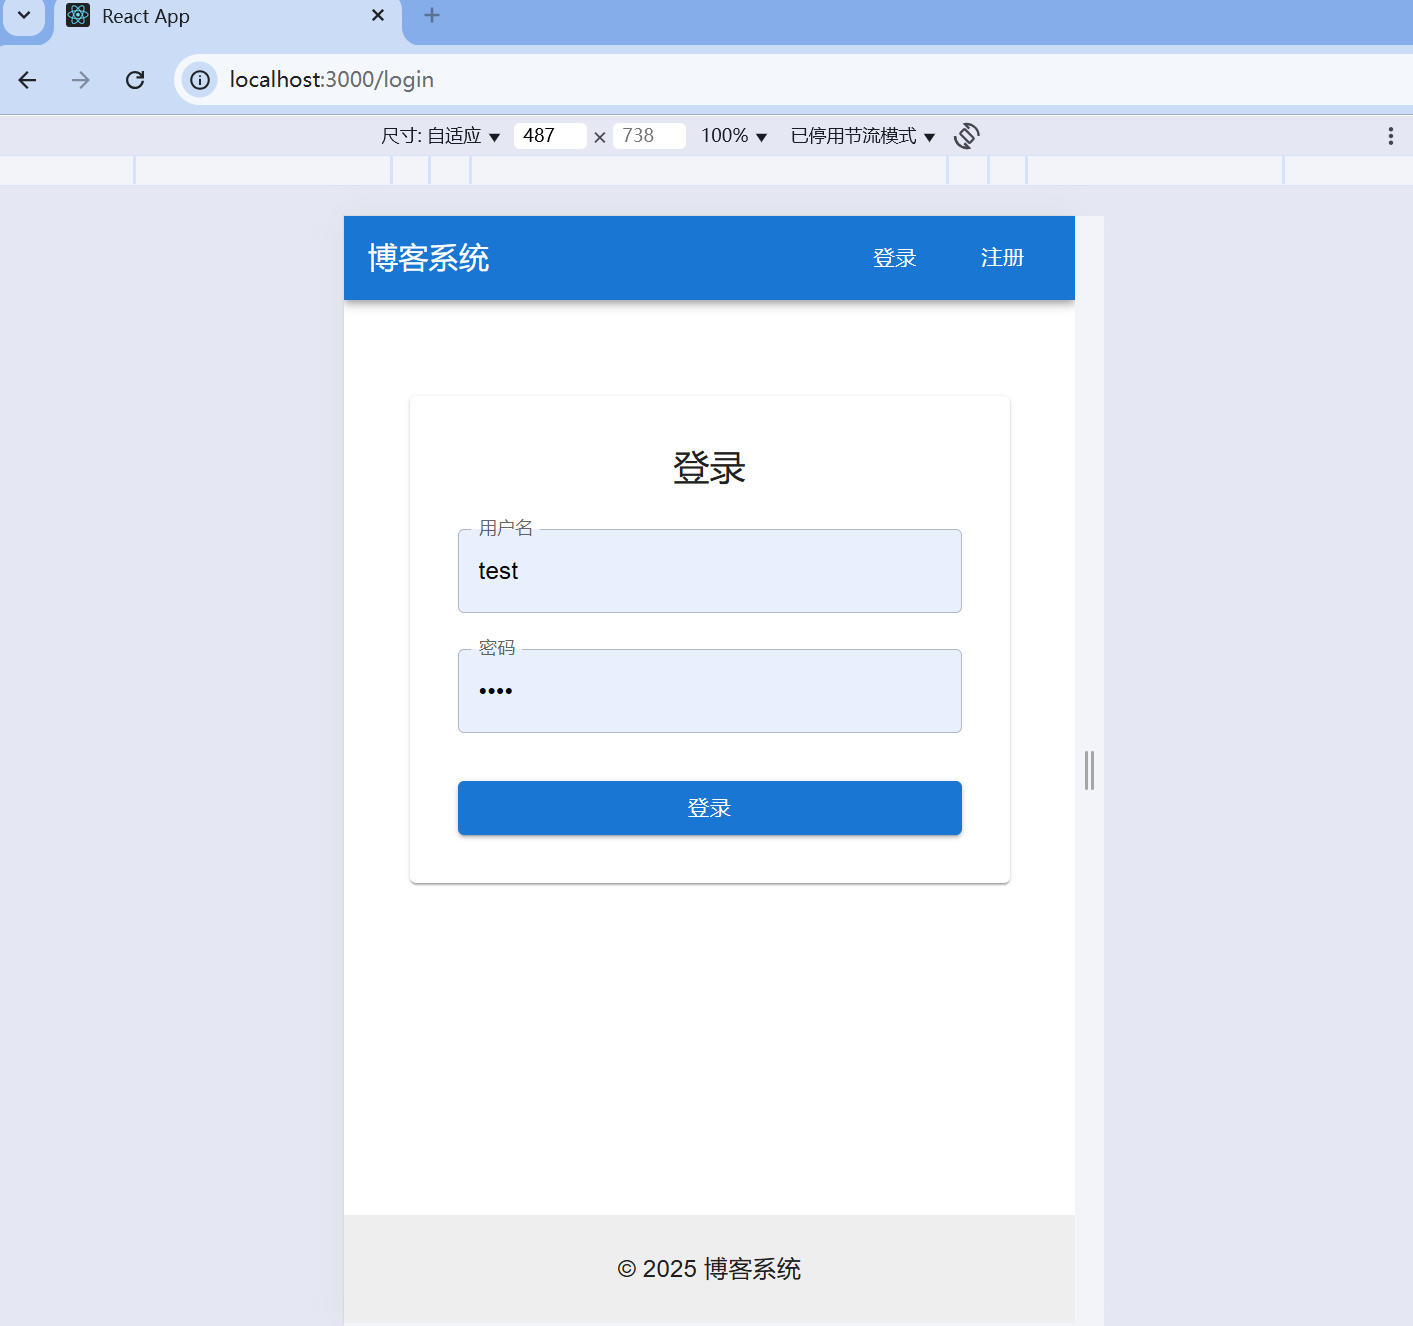 React App
localhost:3000/login
尺寸: 自适应 487 × 738 100% 已停用节流模式
博客系统 登录 注册
登录
用户名
test
密码
••••
登录
© 2025 博客系统